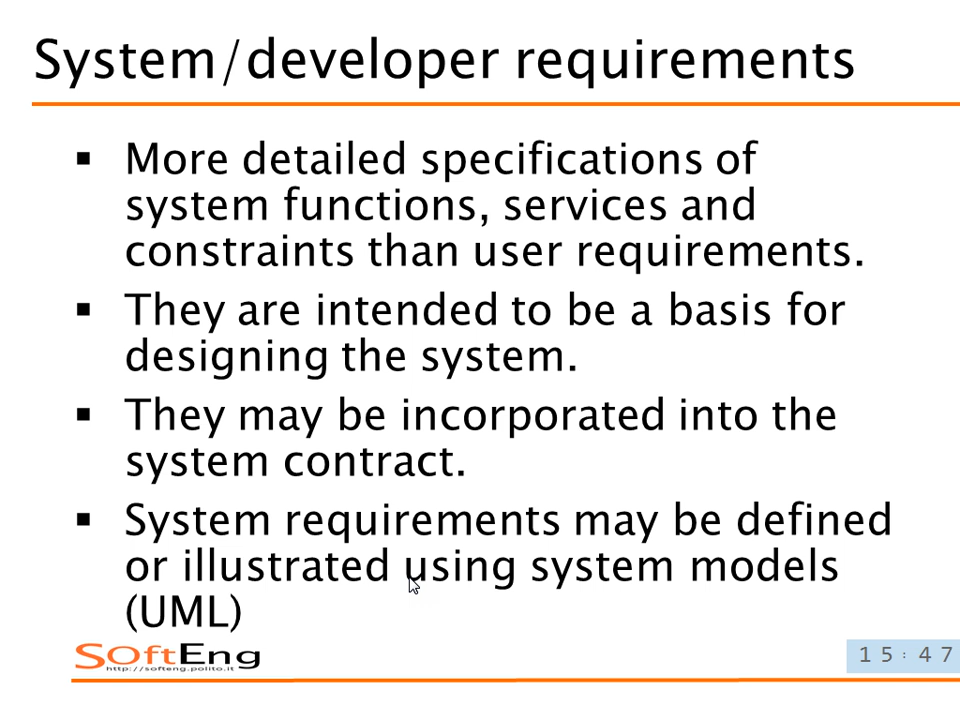 System/developer requirements
▪ More detailed specifications of
system functions, services and
constraints than user requirements.
▪ They are intended to be a basis for
designing the system.
▪ They may be incorporated into the
system contract.
▪ System requirements may be defined
or illustrated using system models
(UML)
SOftEng
http://softeng.polito.it
15:47